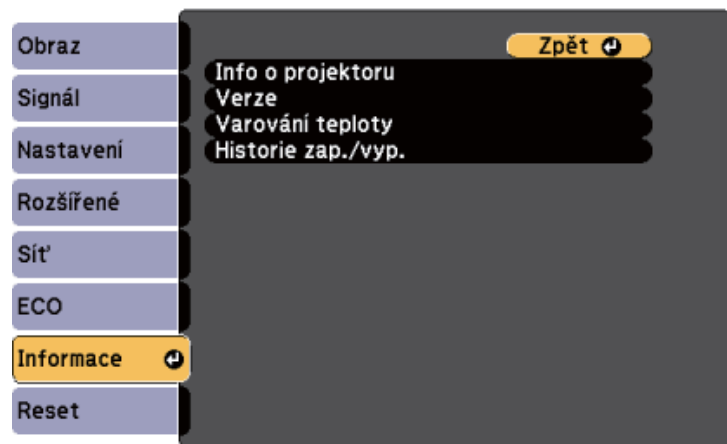 Obraz
Signál
Nastavení
Rozšířené
Síť
ECO
Informace
Reset
Zpět
Info o projektoru
Verze
Varování teploty
Historie zap./vyp.